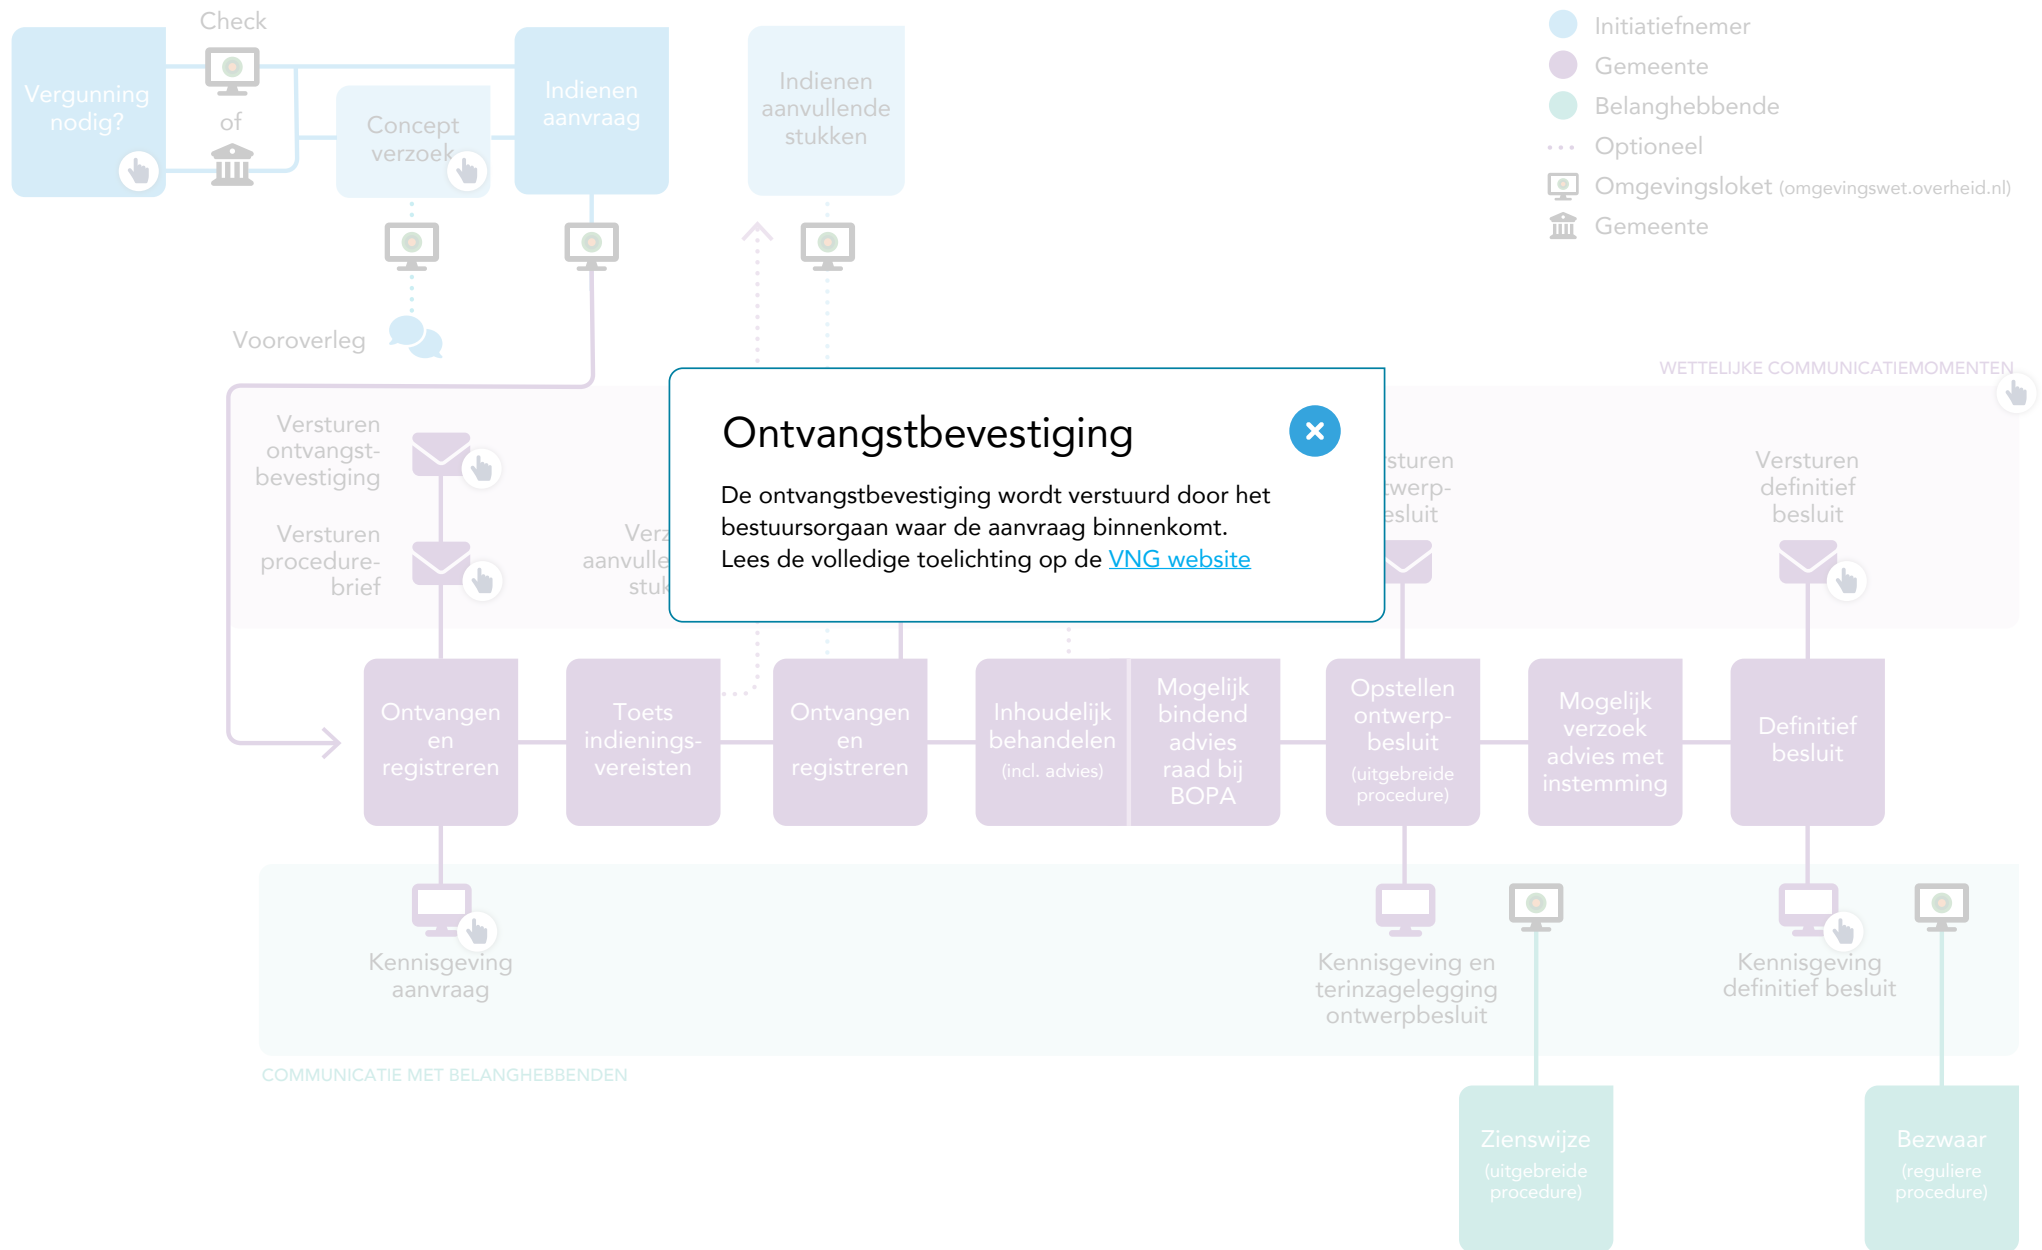 Check
Vergunning
nodig?
of
Concept
verzoek
Indienen
aanvraag
Indienen
aanvullende
stukken
Initiatiefnemer
Gemeente
Belanghebbende
Optioneel
Omgevingsloket (omgevingswet.overheid.nl)
Gemeente
Vooroverleg
WETTELIJKE COMMUNICATIEMOMENTEN
Versturen
ontvangst-
bevestiging
Versturen
procedure-
brief
Ontvangstbevestiging
De ontvangstbevestiging wordt verstuurd door het
bestuursorgaan waar de aanvraag binnenkomt.
Lees de volledige toelichting op de VNG website
Versturen
definitief
besluit
Ontvangen
en
registreren
Toets
indienings-
vereisten
Ontvangen
en
registreren
Inhoudelijk
behandelen
(incl. advies)
Mogelijk
bindend
advies
raad bij
BOPA
Opstellen
ontwerp-
besluit
(uitgebreide
procedure)
Mogelijk
verzoek
advies met
instemming
Definitief
besluit
Kennisgeving
aanvraag
Kennisgeving en
terinzagelegging
ontwerpbesluit
Kennisgeving
definitief besluit
COMMUNICATIE MET BELANGHEBBENDEN
Zienswijze
(uitgebreide
procedure)
Bezwaar
(reguliere
procedure)